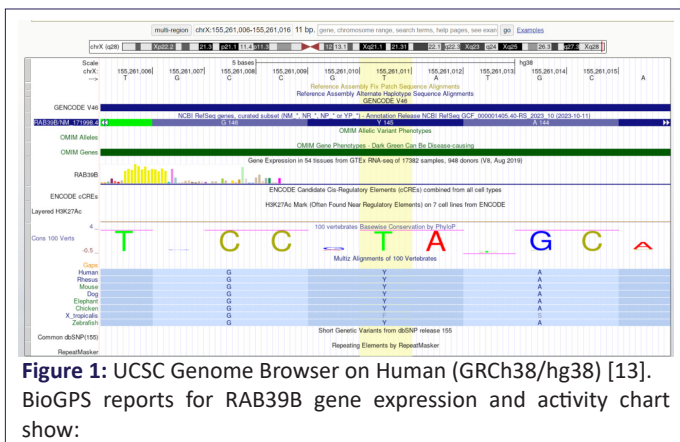 multi-region chrX:155,261,006-155,261,016 11 bp. gene, chromosome range, search terms, help pages, see exan go Examples
chrX (q28) Xp22.2 21.3 p21.1 11.4 p11.3 12 13.1 Xq21.1 21.31 22.1 q22.3 Xq23 q24 Xq25 26.3 q27.3 Xq28
Scale 5 bases hg38
chrX: 155,261,006 155,261,007 155,261,008 155,261,009 155,261,010 155,261,011 155,261,012 155,261,013 155,261,014 155,261,015
---> T G C C G T A T G C A
Reference Assembly Fix Patch Sequence Alignments
Reference Assembly Alternate Haplotype Sequence Alignments
GENCODE V46
GENCODE V46
NCBI RefSeq genes, curated subset (NM_*, NR_*, NP_* or YP_*) - Annotation Release NCBI RefSeq GCF_000001405.40-RS_2023_10 (2023-10-11)
RAB39B/NM_171998.4 G 146 Y 145 A 144
OMIM Allelic Variant Phenotypes
OMIM Alleles
OMIM Gene Phenotypes - Dark Green Can Be Disease-causing
OMIM Genes
Gene Expression in 54 tissues from GTEx RNA-seq of 17382 samples, 948 donors (V8, Aug 2019)
RAB39B
ENCODE Candidate Cis-Regulatory Elements (cCREs) combined from all cell types
ENCODE cCREs
H3K27Ac Mark (Often Found Near Regulatory Elements) on 7 cell lines from ENCODE
Layered H3K27Ac
100 vertebrates Basewise Conservation by PhyloP
4
Cons 100 Verts T C C G T A G C A
-0.5
Multiz Alignments of 100 Vertebrates
Gaps
Human G Y A
Rhesus G Y A
Mouse G Y A
Dog G Y A
Elephant G Y A
Chicken G Y A
X_tropicalis G
Zebrafish G Y A
Short Genetic Variants from dbSNP release 155
Common dbSNP(155)
Repeating Elements by RepeatMasker
RepeatMasker
Figure 1: UCSC Genome Browser on Human (GRCh38/hg38) [13].
BioGPS reports for RAB39B gene expression and activity chart
show: